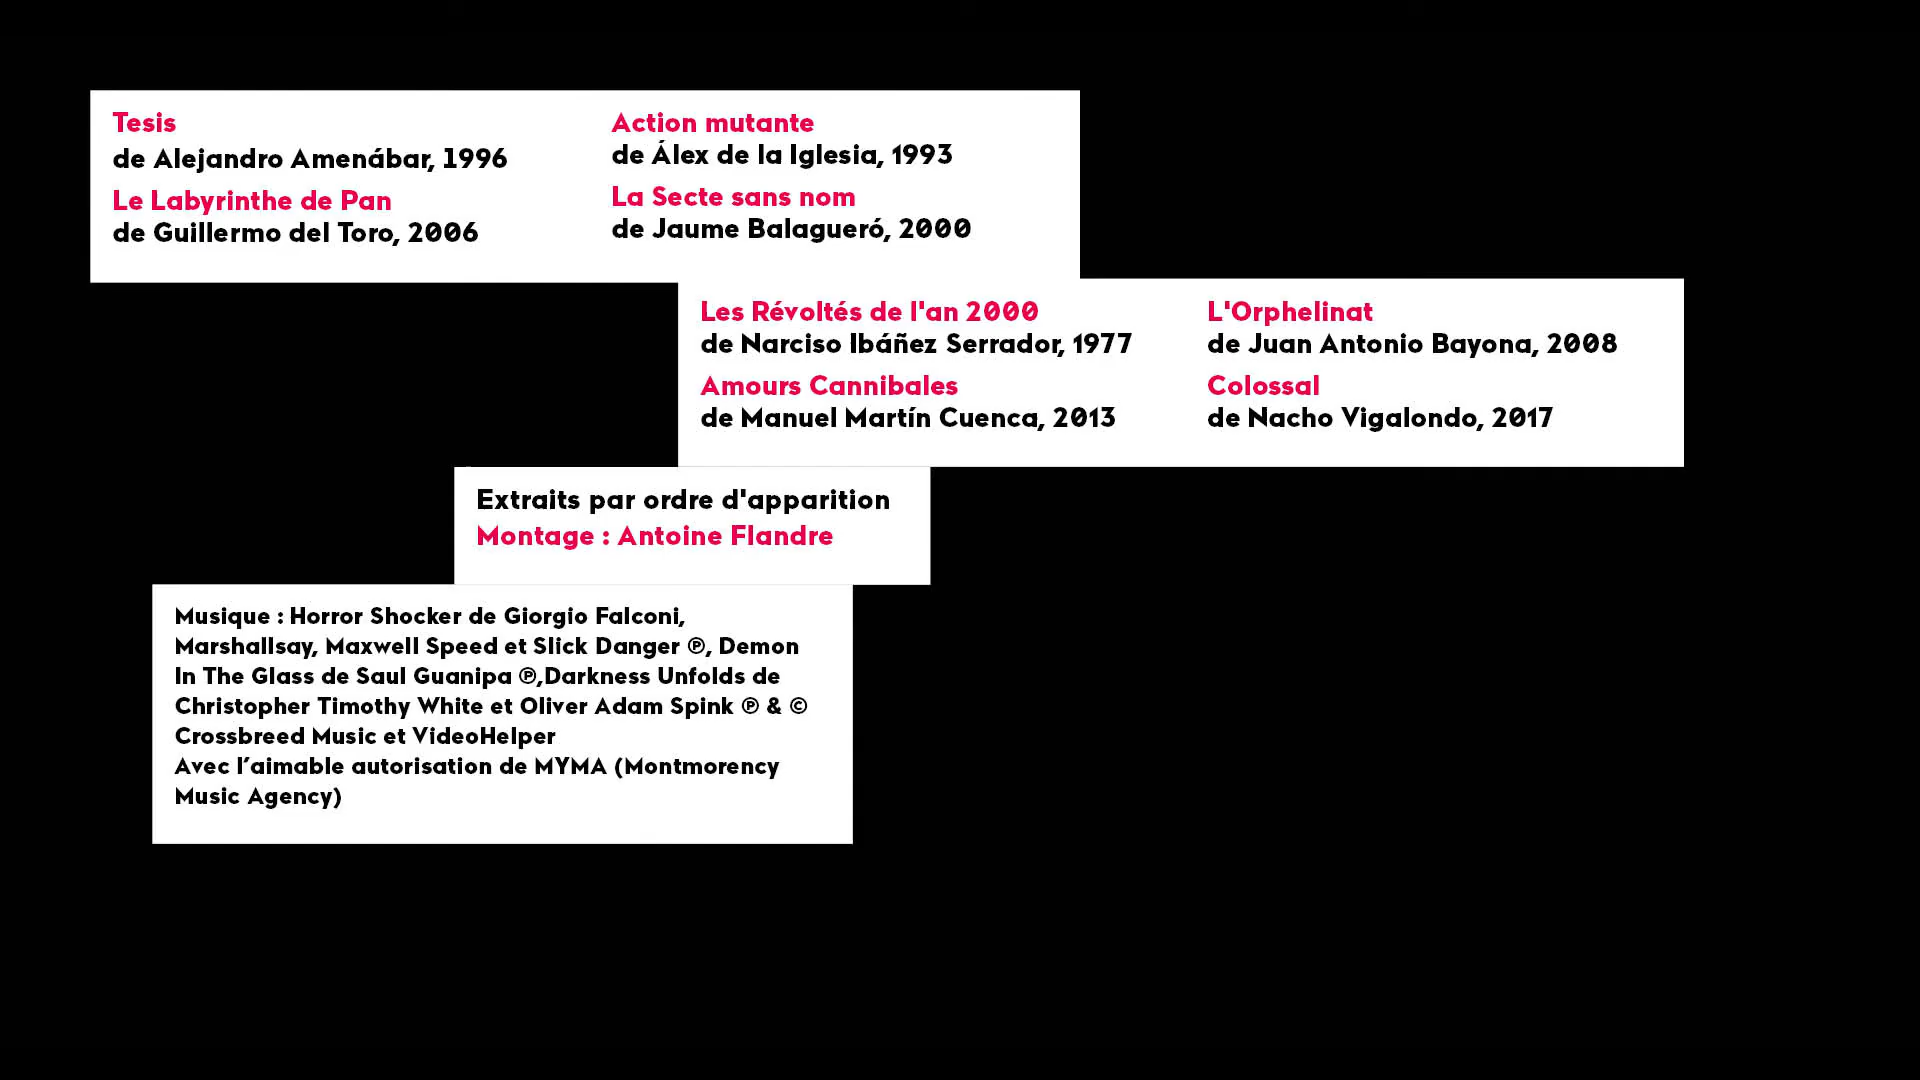 Tesis
de Alejandro Amenábar, 1996
Le Labyrinthe de Pan
de Guillermo del Toro, 2006
Action mutante
de Álex de la Iglesia, 1993
La Secte sans nom
de Jaume Balagueró, 2000
Les Révoltés de l'an 2000
de Narciso Ibáñez Serrador, 1977
Amours Cannibales
de Manuel Martín Cuenca, 2013
L'Orphelinat
de Juan Antonio Bayona, 2008
Colossal
de Nacho Vigalondo, 2017
Extraits par ordre d'apparition
Montage : Antoine Flandre
Musique : Horror Shocker de Giorgio Falconi,
Marshallsay, Maxwell Speed et Slick Danger ℗, Demon
In The Glass de Saul Guanipa ℗,Darkness Unfolds de
Christopher Timothy White et Oliver Adam Spink ℗ & ©
Crossbreed Music et VideoHelper
Avec l’aimable autorisation de MYMA (Montmorency
Music Agency)